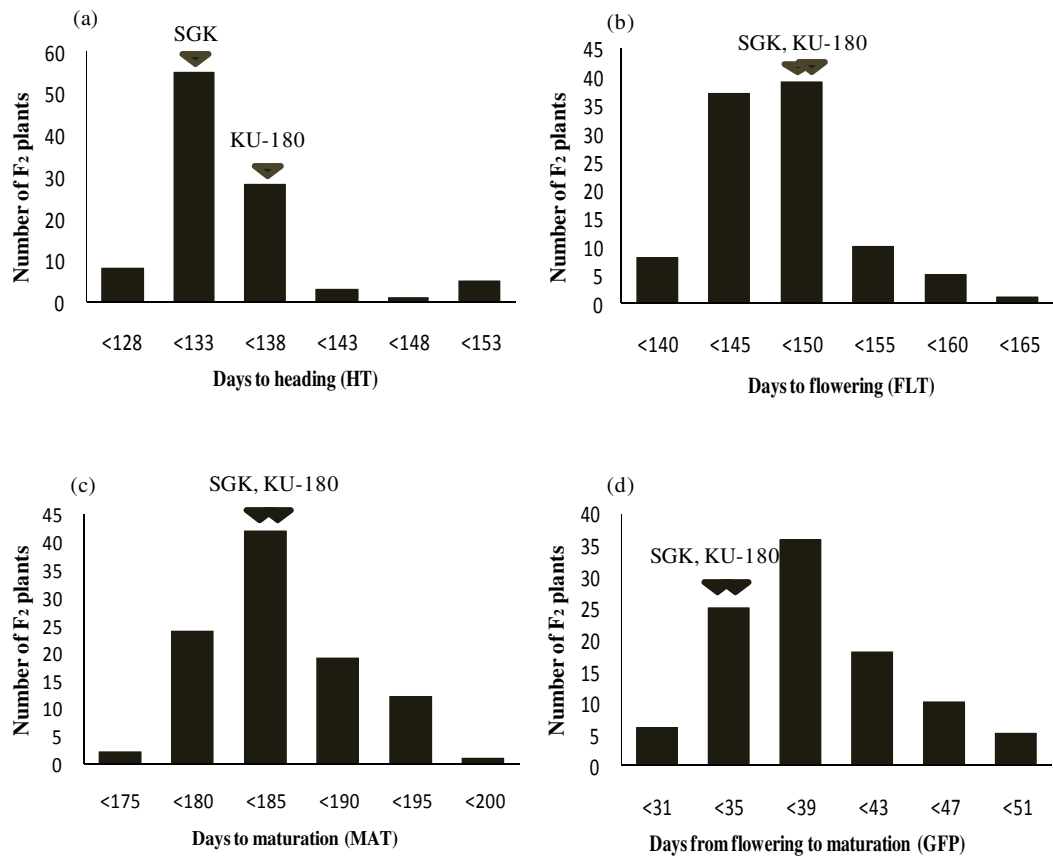 (a)
SGK
KU-180
Number of F2 plants
60
50
40
30
20
10
0
<128 <133 <138 <143 <148 <153
Days to heading (HT)
(b)
SGK, KU-180
Number of F2 plants
45
40
35
30
25
20
15
10
5
0
<140 <145 <150 <155 <160 <165
Days to flowering (FLT)
(c)
SGK, KU-180
Number of F2 plants
45
40
35
30
25
20
15
10
5
0
<175 <180 <185 <190 <195 <200
Days to maturation (MAT)
(d)
SGK, KU-180
Number of F2 plants
40
35
30
25
20
15
10
5
0
<31 <35 <39 <43 <47 <51
Days from flowering to maturation (GFP)